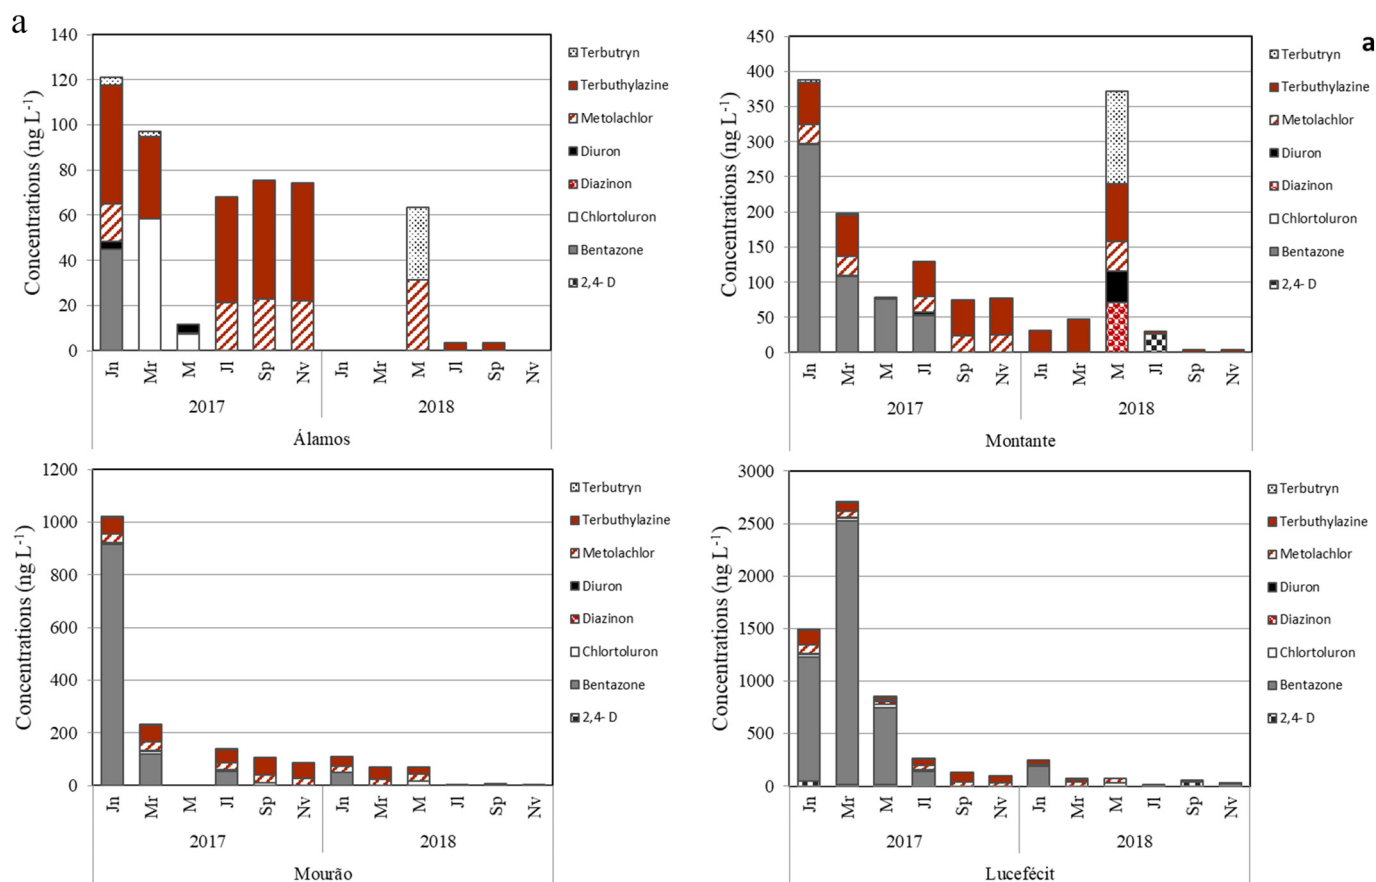 a
Concentrations (ng L-1)
140
120
100
80
60
40
20
0
Jn Mr M Jl Sp Nv Jn Mr M Jl Sp Nv
2017 2018
Álamos
Terbutryn
Terbuthylazine
Metolachlor
Diuron
Diazinon
Chlortoluron
Bentazone
2,4- D
a
Concentrations (ng L-1)
450
400
350
300
250
200
150
100
50
0
Jn Mr M Jl Sp Nv Jn Mr M Jl Sp Nv
2017 2018
Montante
Terbutryn
Terbuthylazine
Metolachlor
Diuron
Diazinon
Chlortoluron
Bentazone
2,4- D
Concentrations (ng L-1)
1200
1000
800
600
400
200
0
Jn Mr M Jl Sp Nv Jn Mr M Jl Sp Nv
2017 2018
Mourão
Terbutryn
Terbuthylazine
Metolachlor
Diuron
Diazinon
Chlortoluron
Bentazone
2,4- D
Concentrations (ng L-1)
3000
2500
2000
1500
1000
500
0
Jn Mr M Jl Sp Nv Jn Mr M Jl Sp Nv
2017 2018
Lucefécit
Terbutryn
Terbuthylazine
Metolachlor
Diuron
Diazinon
Chlortoluron
Bentazone
2,4- D